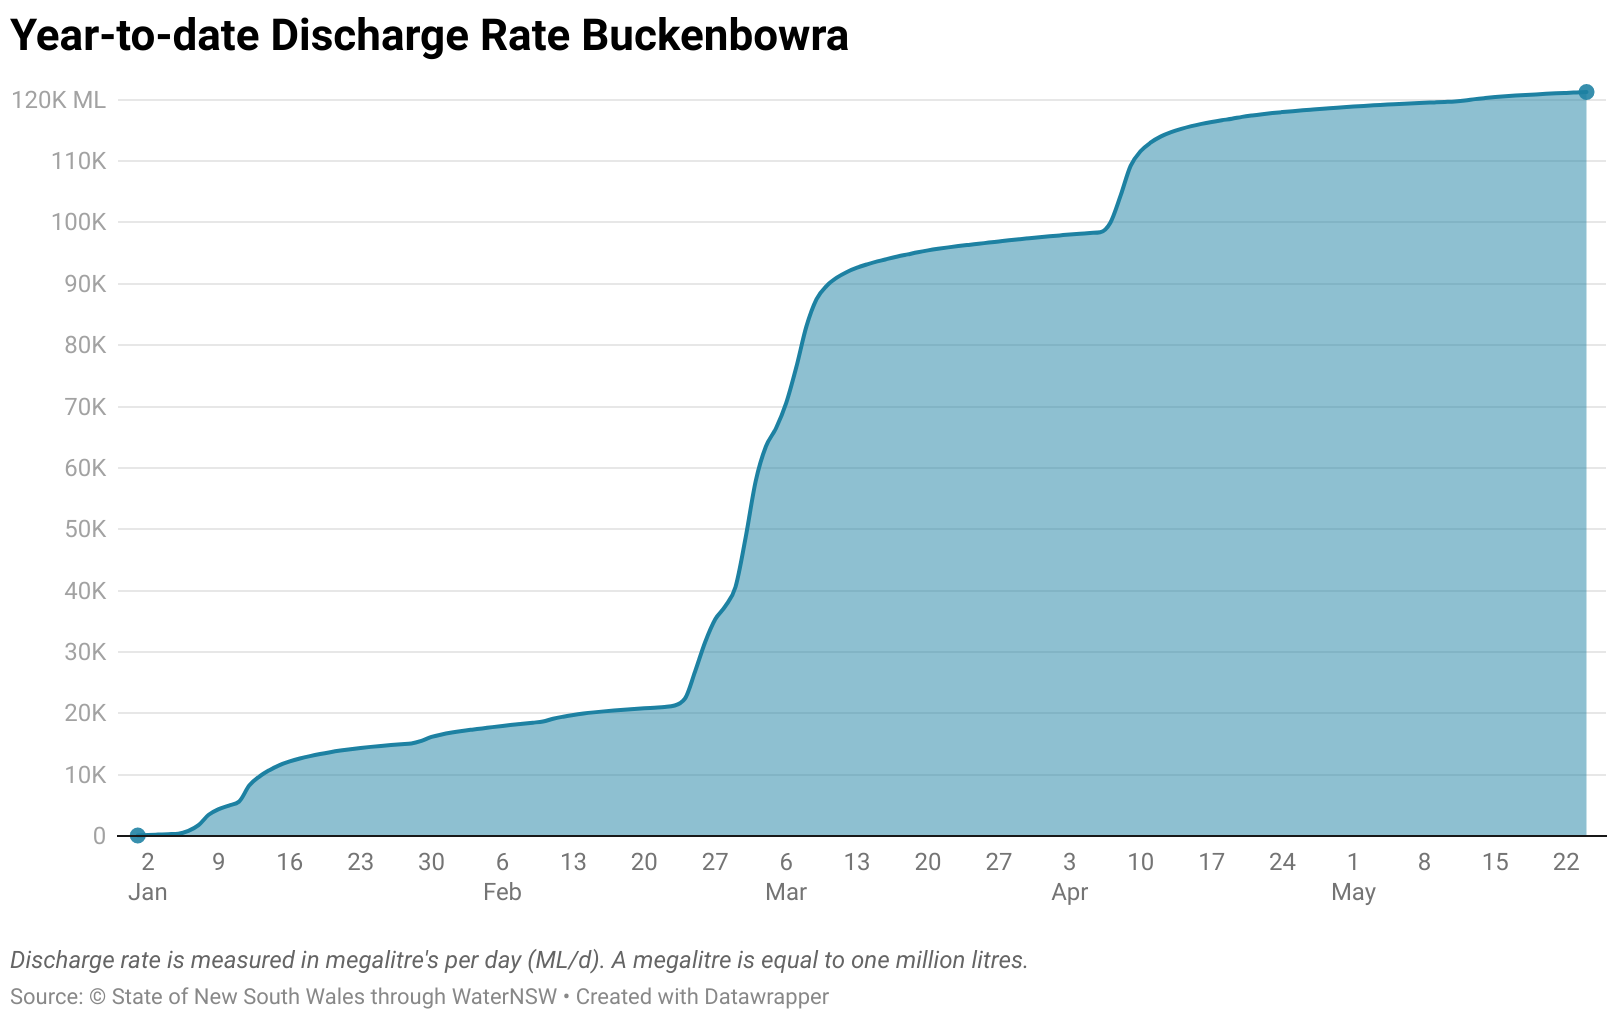 Year-to-date Discharge Rate Buckenbowra
120K ML
110K
100K
90K
80K
70K
60K
50K
40K
30K
20K
10K
0
2 9 16 23 30 6 13 20 27 6 13 20 27 3 10 17 24 1 8 15 22
Jan Feb Mar Apr May
Discharge rate is measured in megalitre's per day (ML/d). A megalitre is equal to one million litres.
Source: © State of New South Wales through WaterNSW • Created with Datawrapper